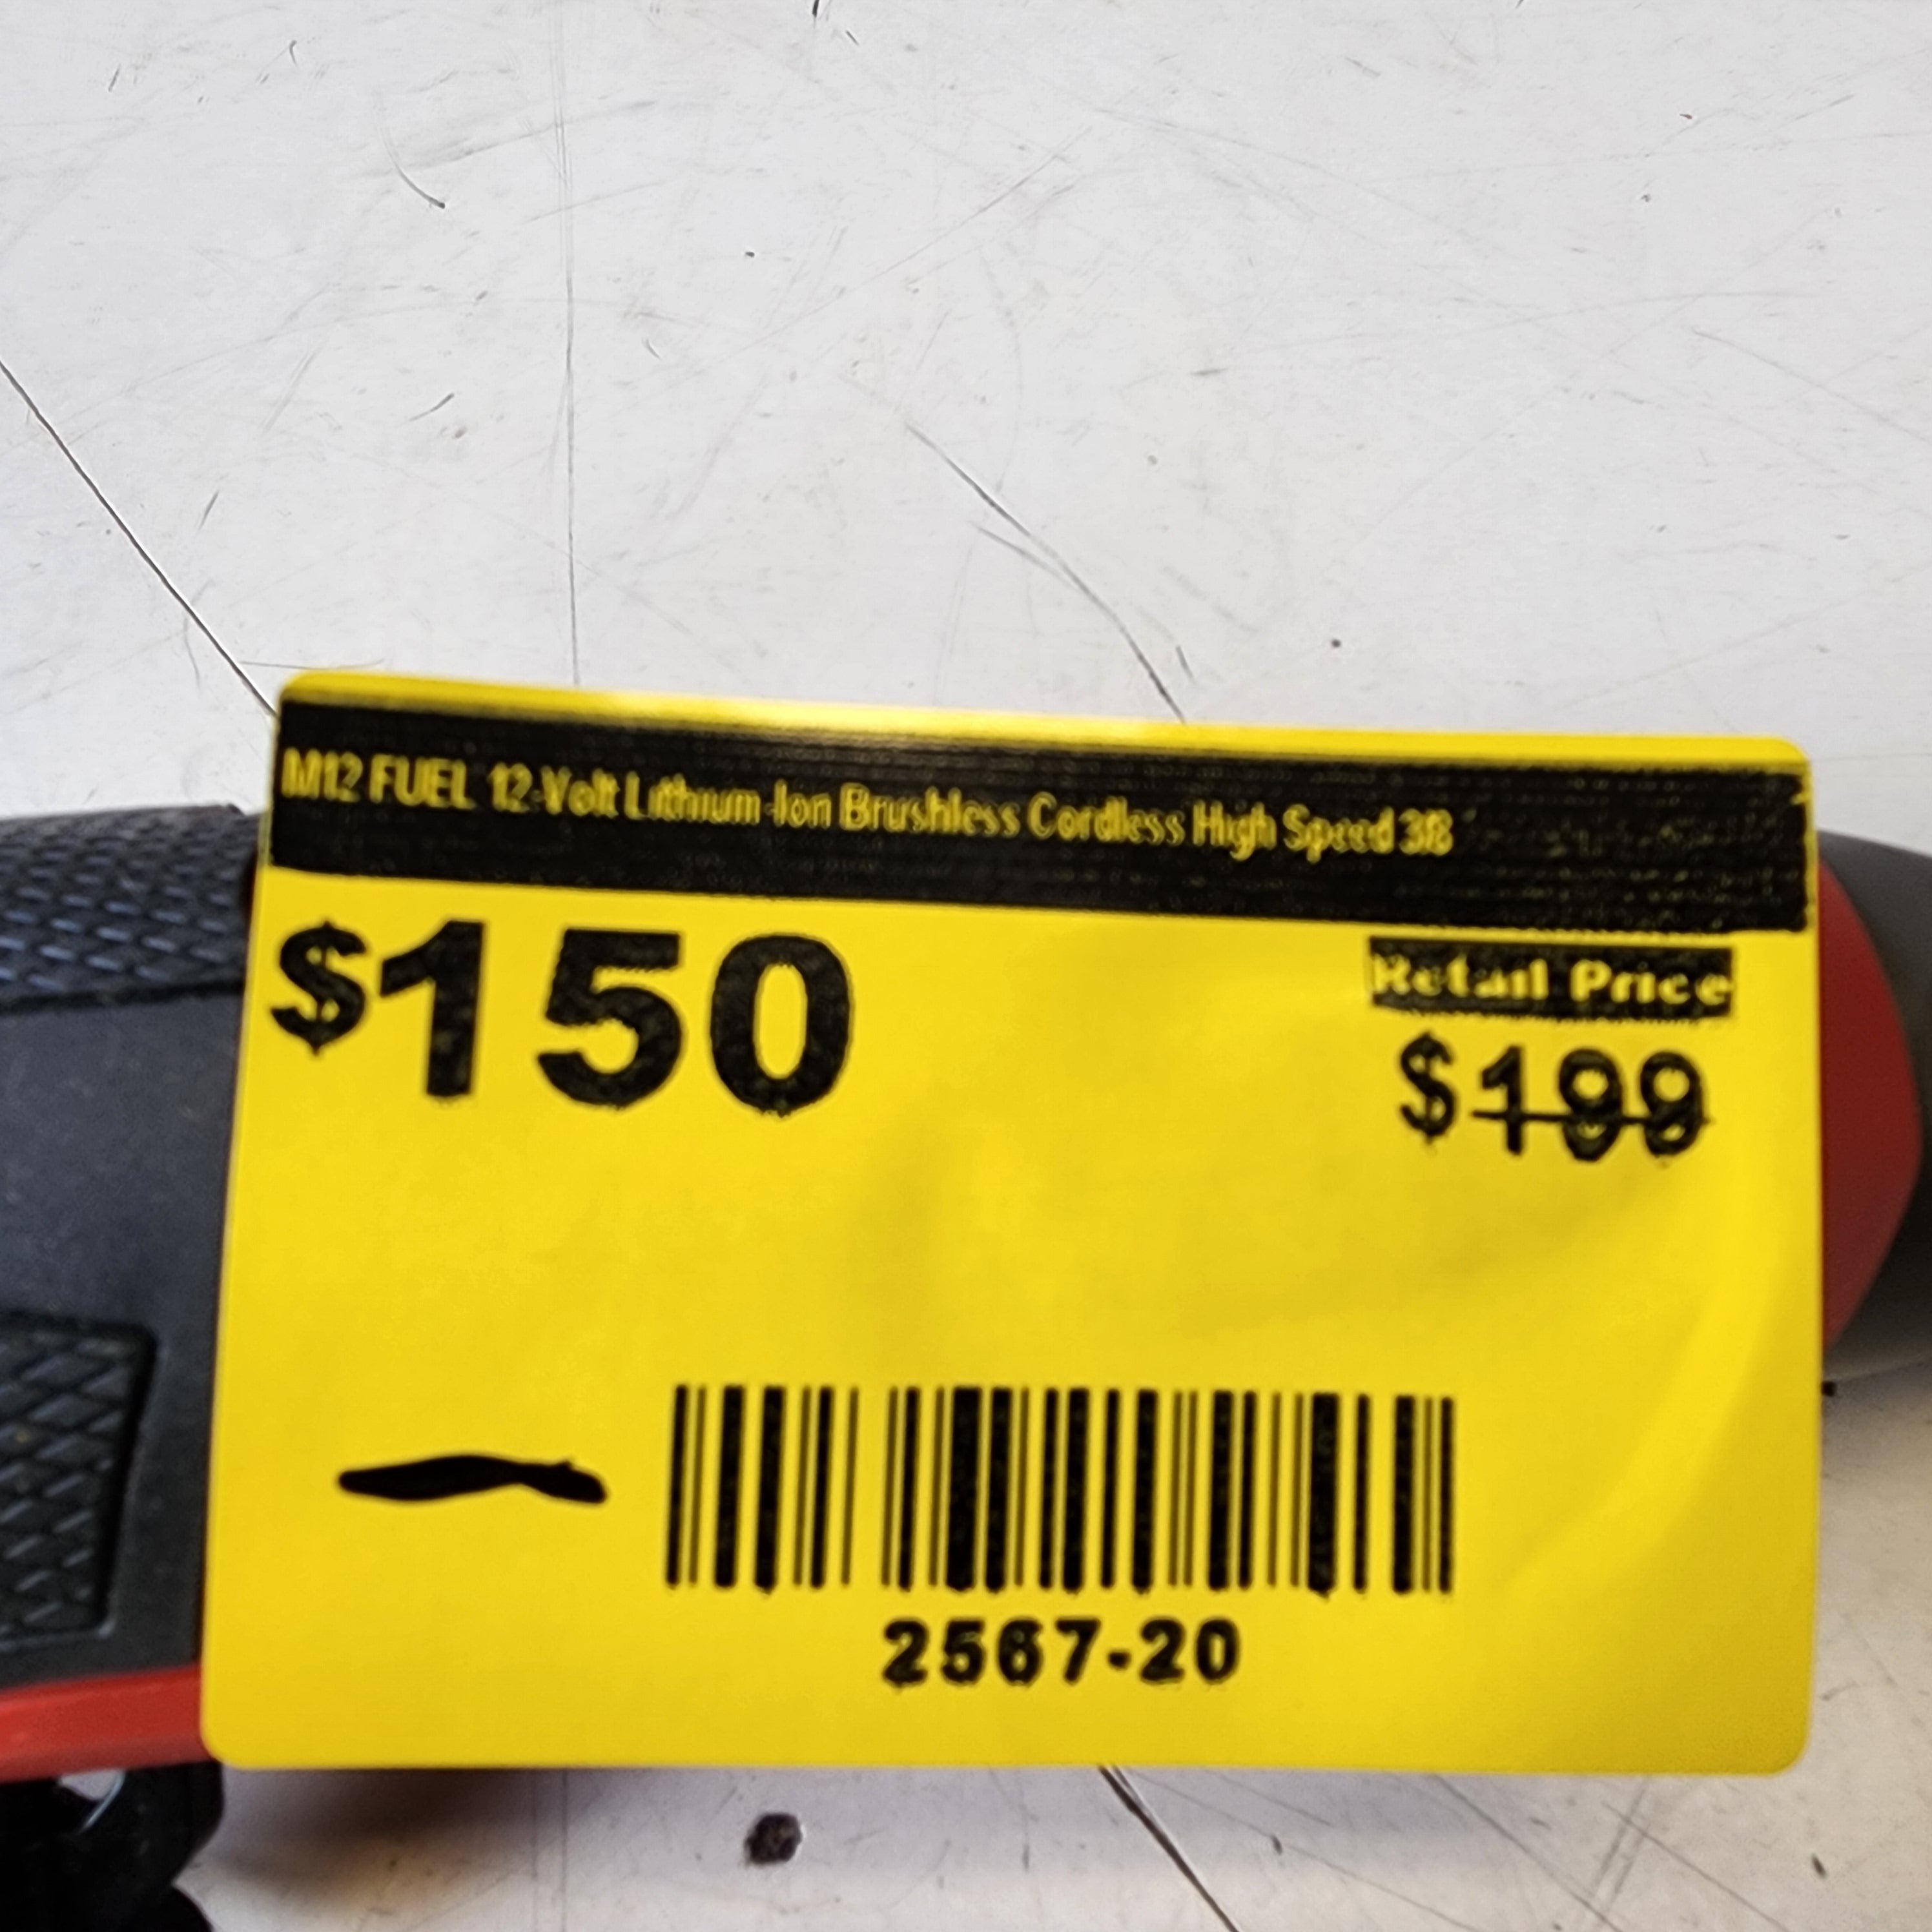 M12 FUEL 12-Volt Lithium-Ion Brushless Cordless High Speed 3/8
$150
Retail Price
$199
2567-20